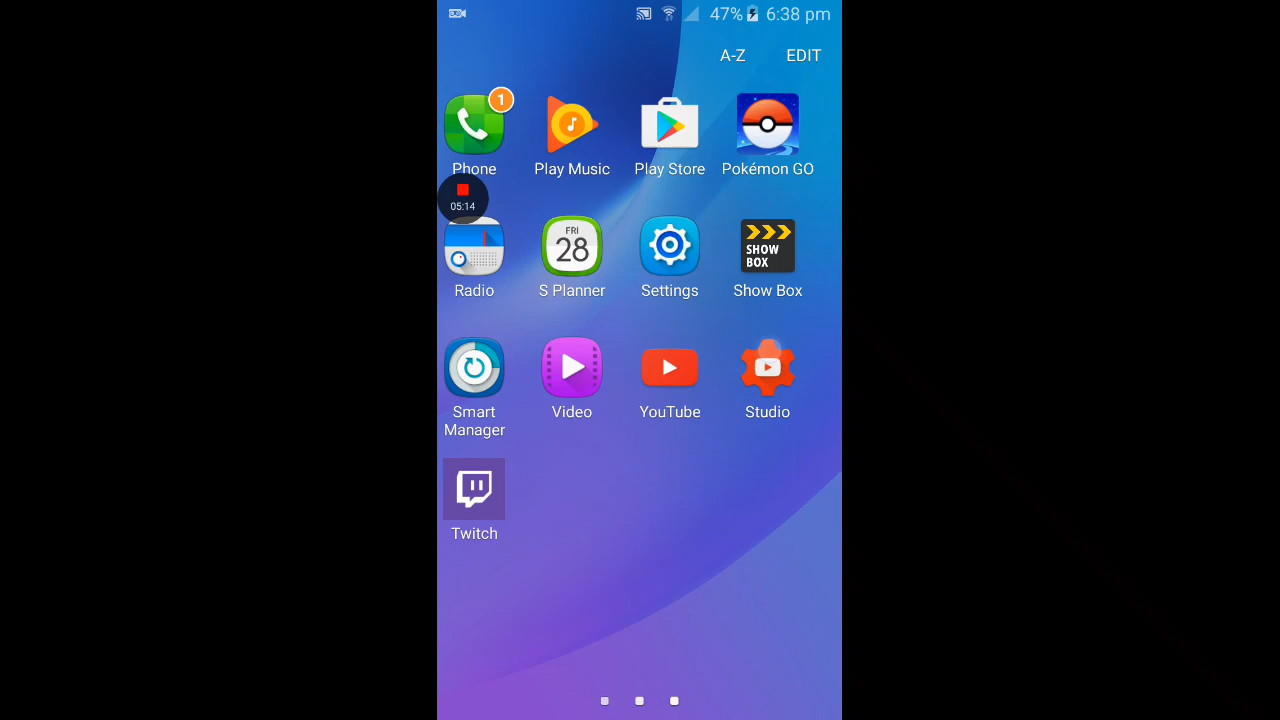 47% 6:38 pm
A-Z EDIT
1
Phone Play Music Play Store Pokémon GO
05:14
FRI
28
SHOW
BOX
Radio S Planner Settings Show Box
Smart
Manager Video YouTube Studio
Twitch